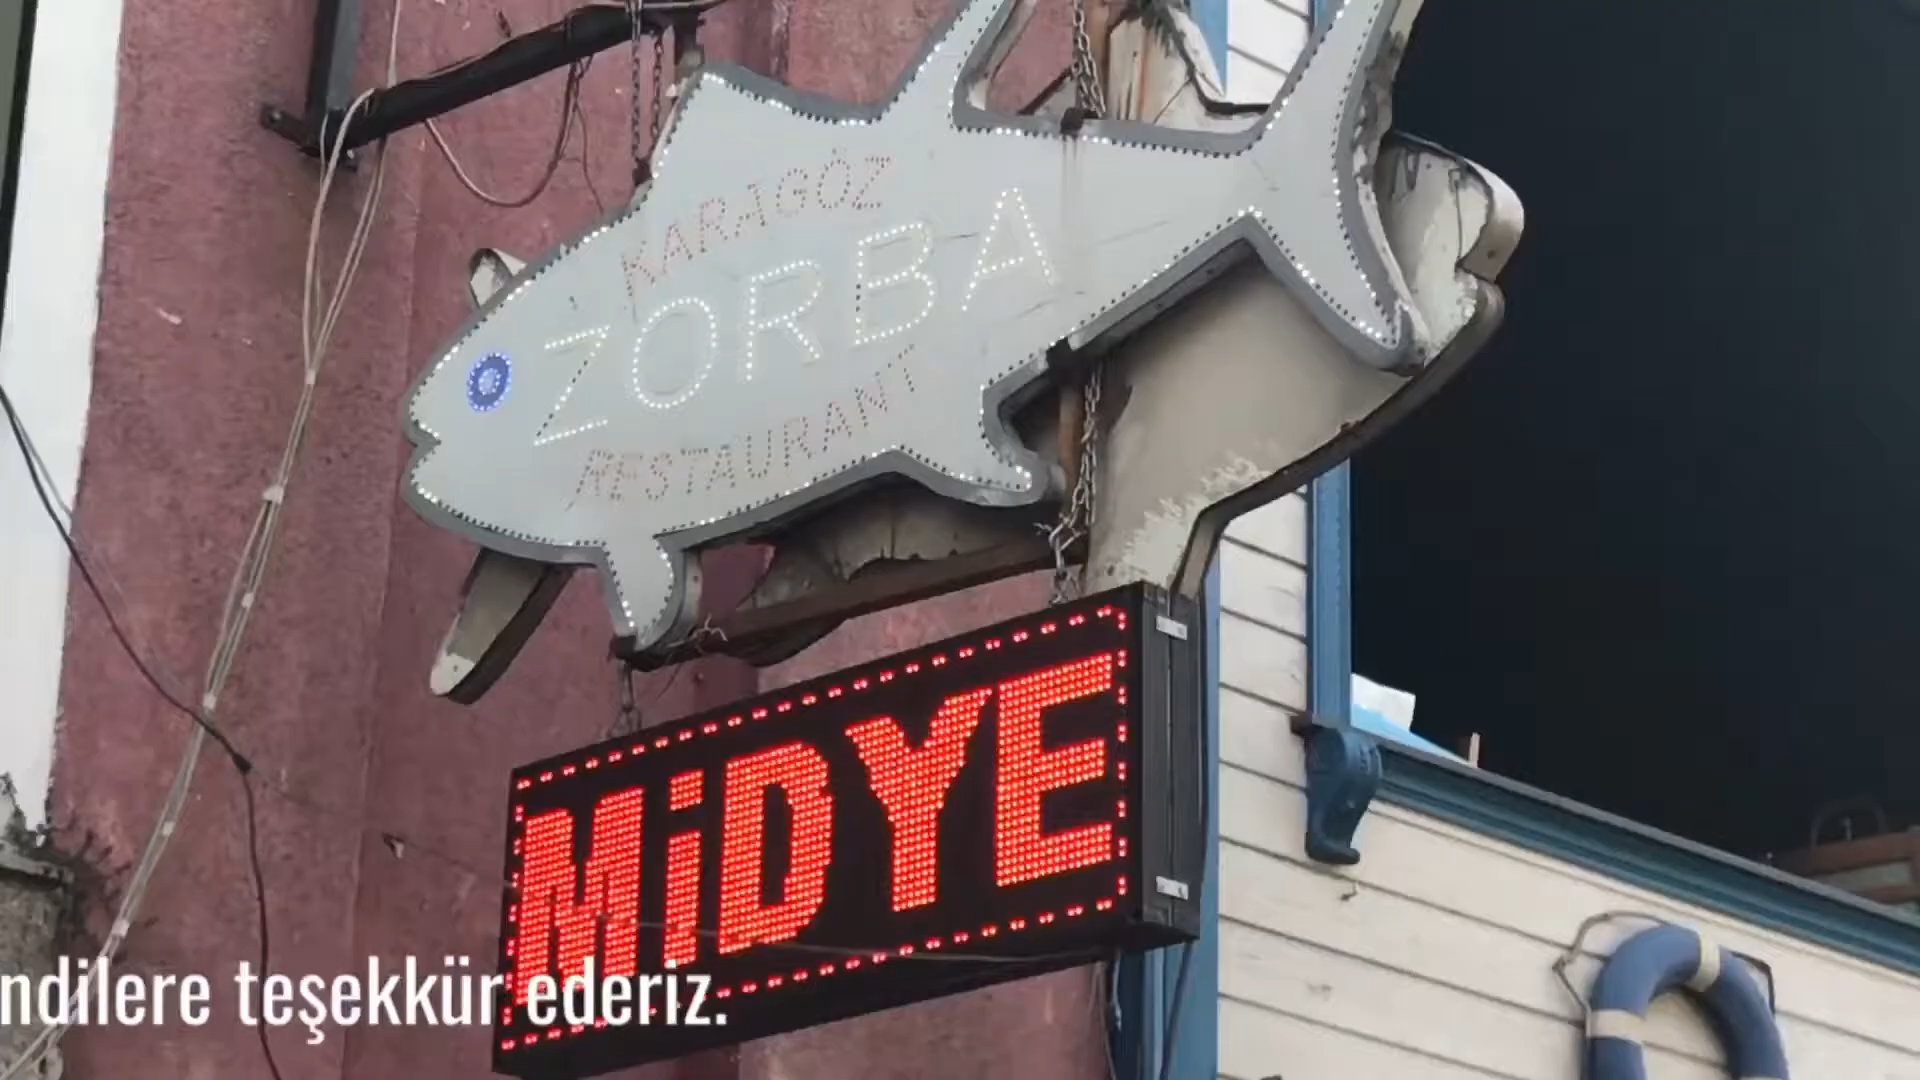 KARAGÖZ
ZORBA
RESTAURANT
MiDYE
ndilere teşekkür ederiz.